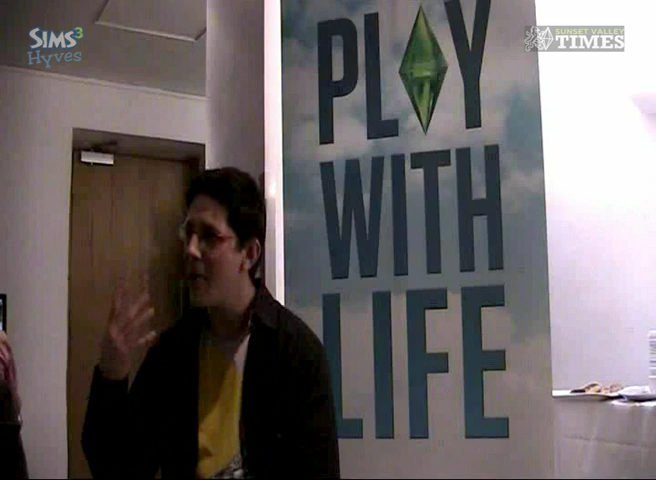 SIMS3
Hyves
SUNSET VALLEY
TIMES
PLAY
WITH
LIFE